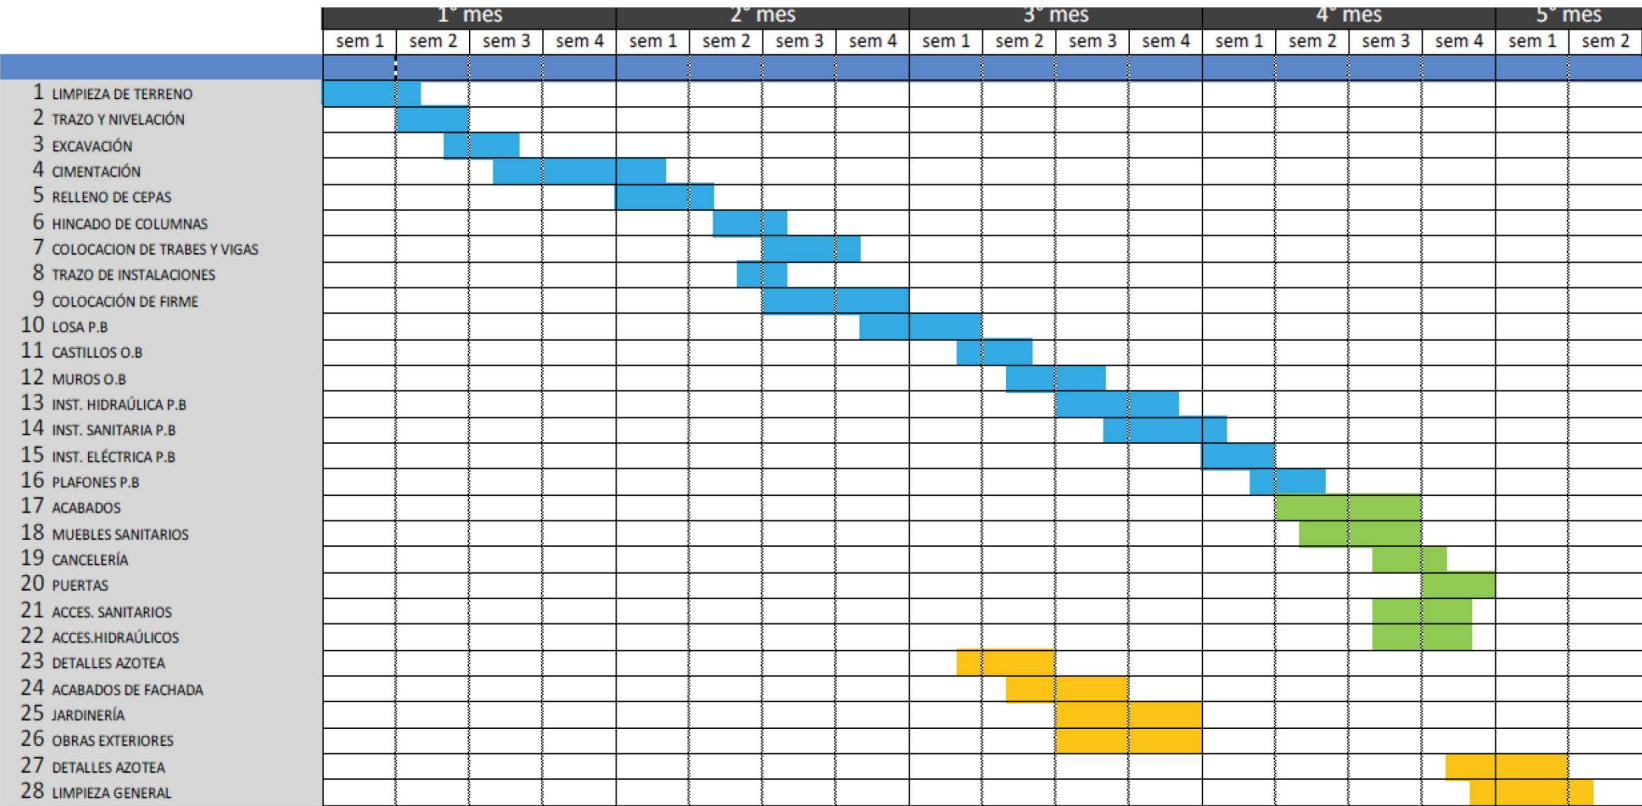 1° mes 2° mes 3° mes 4° mes 5° mes
sem 1 sem 2 sem 3 sem 4 sem 1 sem 2 sem 3 sem 4 sem 1 sem 2 sem 3 sem 4 sem 1 sem 2 sem 3 sem 4 sem 1 sem 2
1 LIMPIEZA DE TERRENO
2 TRAZO Y NIVELACIÓN
3 EXCAVACIÓN
4 CIMENTACIÓN
5 RELLENO DE CEPAS
6 HINCADO DE COLUMNAS
7 COLOCACION DE TRABES Y VIGAS
8 TRAZO DE INSTALACIONES
9 COLOCACIÓN DE FIRME
10 LOSA P.B
11 CASTILLOS O.B
12 MUROS O.B
13 INST. HIDRAÚLICA P.B
14 INST. SANITARIA P.B
15 INST. ELÉCTRICA P.B
16 PLAFONES P.B
17 ACABADOS
18 MUEBLES SANITARIOS
19 CANCELERÍA
20 PUERTAS
21 ACCES. SANITARIOS
22 ACCES.HIDRAÚLICOS
23 DETALLES AZOTEA
24 ACABADOS DE FACHADA
25 JARDINERÍA
26 OBRAS EXTERIORES
27 DETALLES AZOTEA
28 LIMPIEZA GENERAL